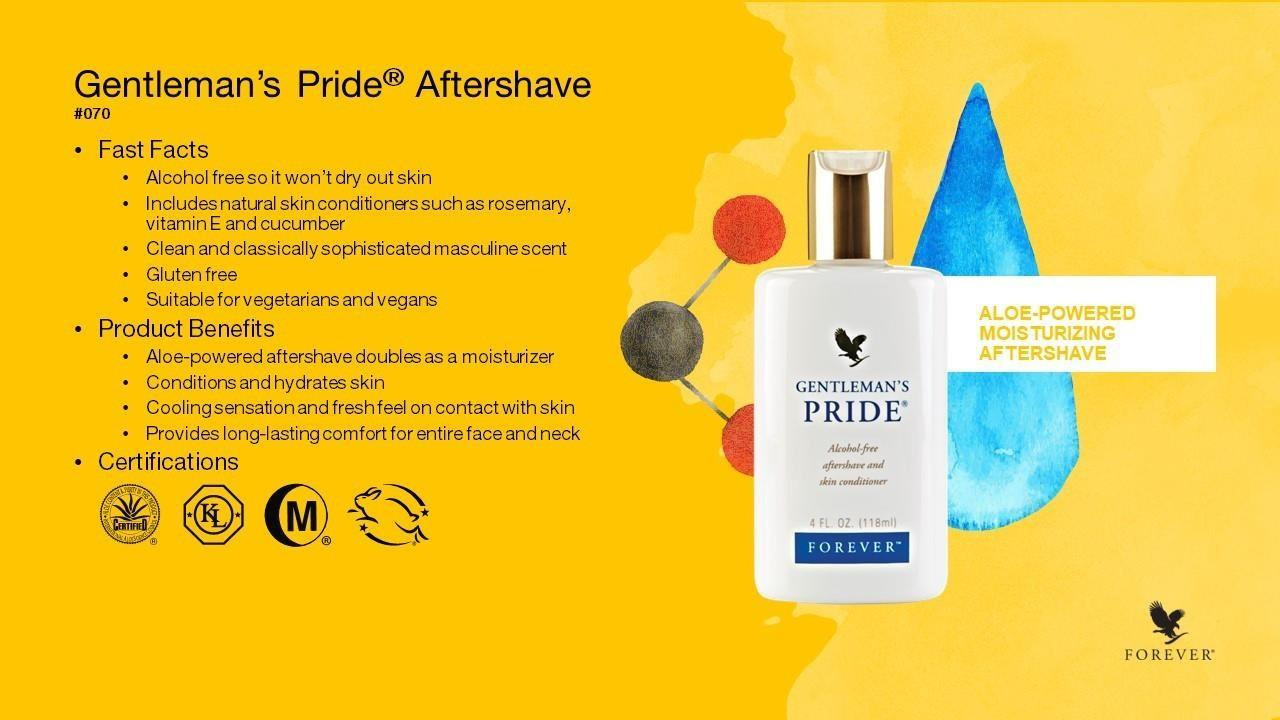 Gentleman's Pride® Aftershave
#070
• Fast Facts
• Alcohol free so it won't dry out skin
• Includes natural skin conditioners such as rosemary,
vitamin E and cucumber
• Clean and classically sophisticated masculine scent
• Gluten free
• Suitable for vegetarians and vegans
• Product Benefits
• Aloe-powered aftershave doubles as a moisturizer
• Conditions and hydrates skin
• Cooling sensation and fresh feel on contact with skin
• Provides long-lasting comfort for entire face and neck
• Certifications
CERTIFIED
®
KL
M
®
GENTLEMAN'S
PRIDE®
Alcohol-free
aftershave and
skin conditioner
4 FL. OZ. (118ml)
FOREVER™
ALOE-POWERED
MOISTURIZING
AFTERSHAVE
FOREVER®